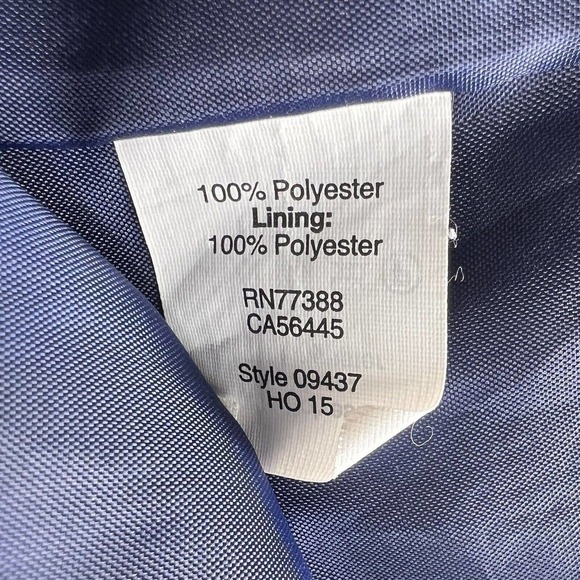 100% Polyester
Lining:
100% Polyester
RN77388
CA56445
Style 09437
HO 15